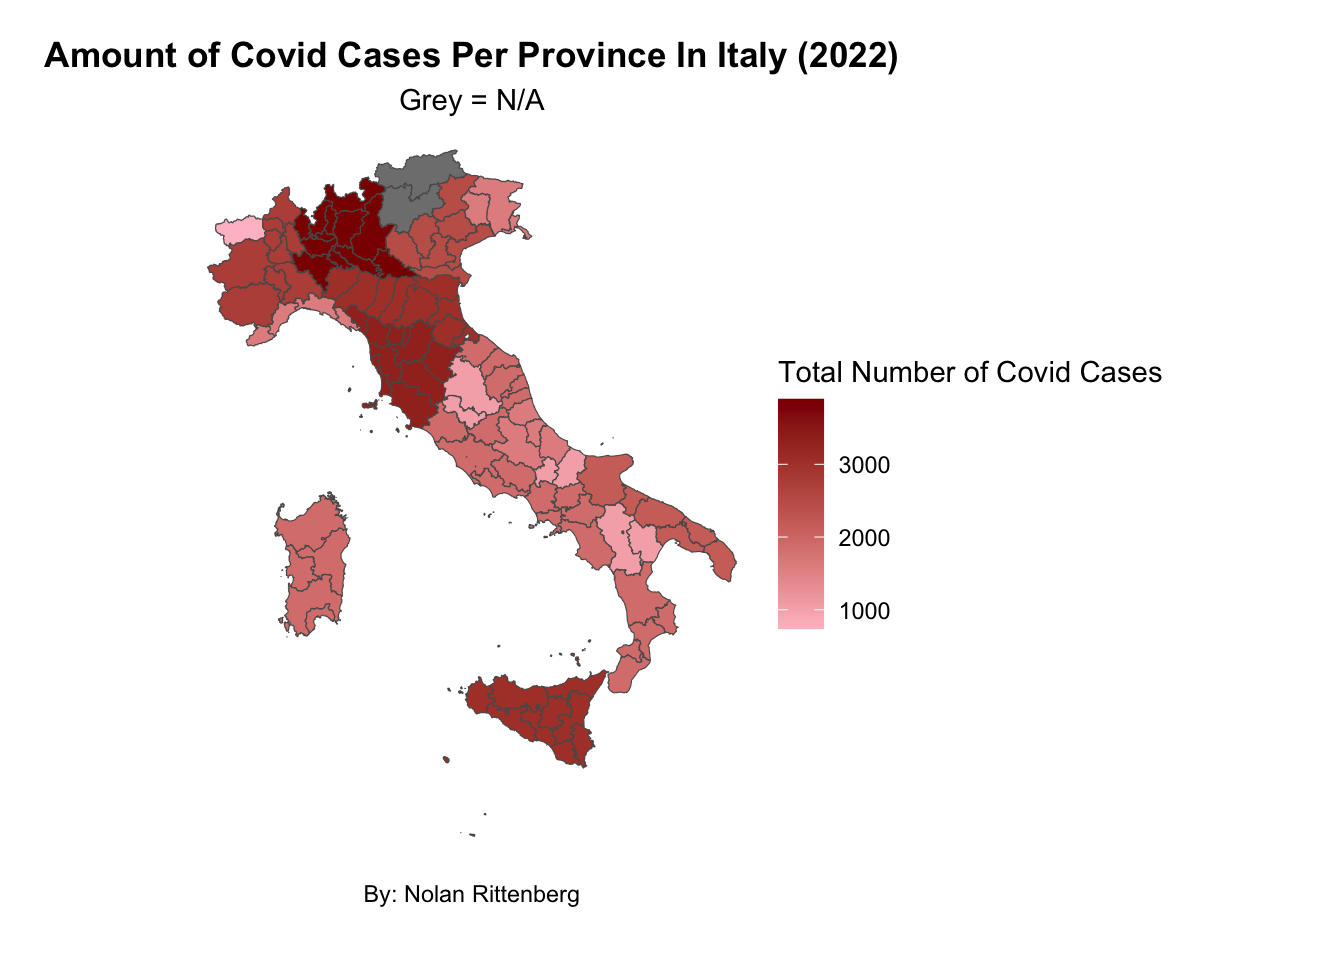 Amount of Covid Cases Per Province In Italy (2022)
Grey = N/A
Total Number of Covid Cases
3000
2000
1000
By: Nolan Rittenberg